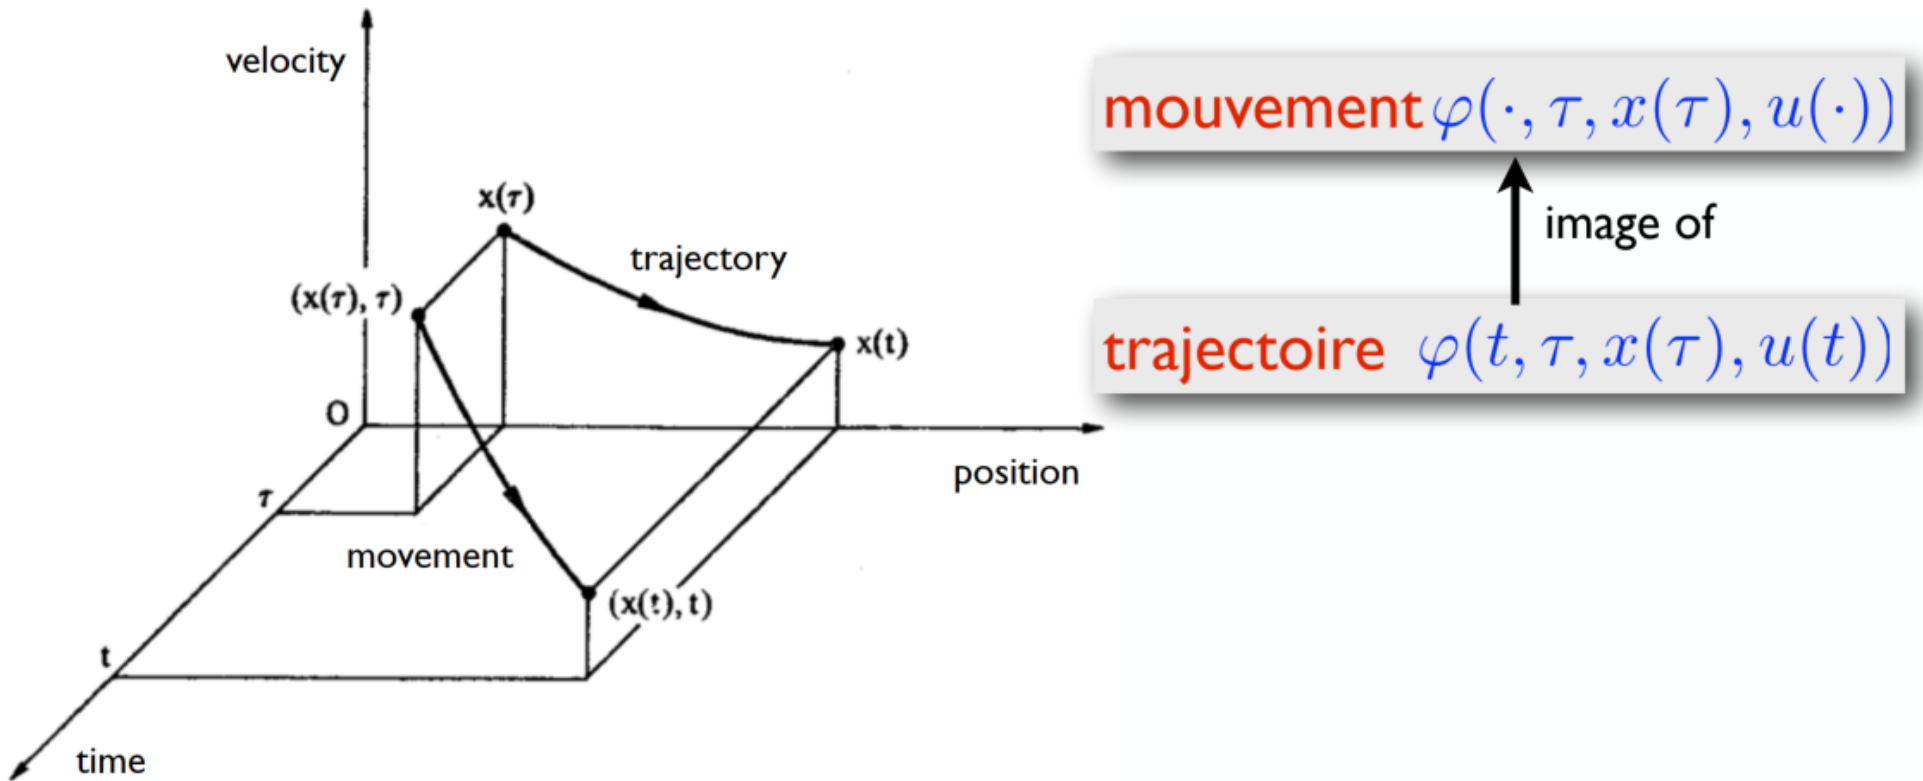 velocity
x(τ)
trajectory
(x(τ), τ)
x(t)
O
position
τ
movement
(x(t), t)
t
time
mouvement φ(·, τ, x(τ), u(·))
image of
trajectoire φ(t, τ, x(τ), u(t))